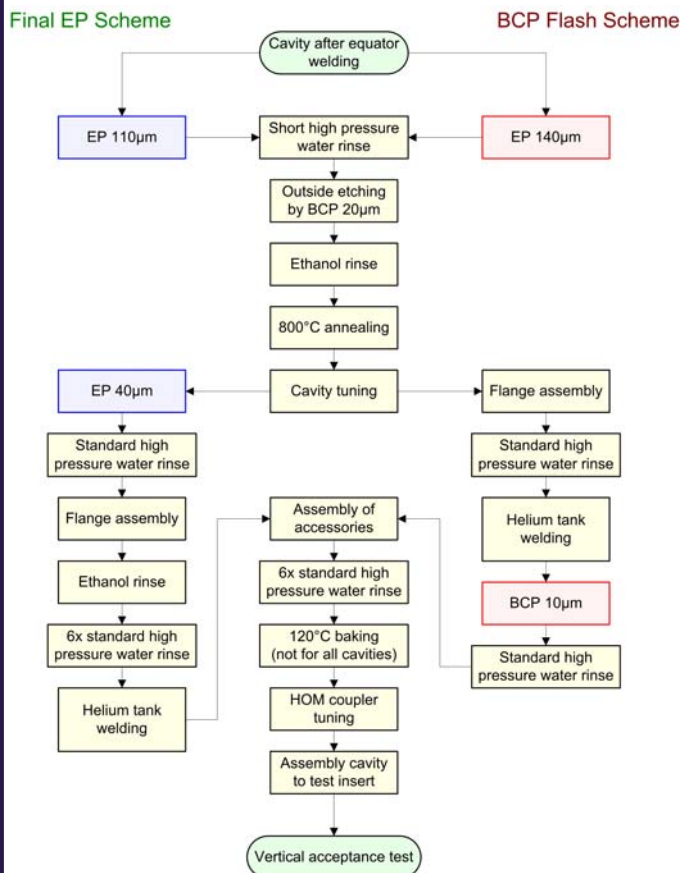 Final EP Scheme
BCP Flash Scheme
Cavity after equator
welding
EP 110µm
Short high pressure
water rinse
EP 140µm
Outside etching
by BCP 20µm
Ethanol rinse
800°C annealing
EP 40µm
Cavity tuning
Flange assembly
Standard high
pressure water rinse
Standard high
pressure water rinse
Flange assembly
Assembly of
accessories
Helium tank
welding
Ethanol rinse
6x standard high
pressure water rinse
BCP 10µm
6x standard high
pressure water rinse
120°C baking
(not for all cavities)
Standard high
pressure water rinse
Helium tank
welding
HOM coupler
tuning
Assembly cavity
to test insert
Vertical acceptance test